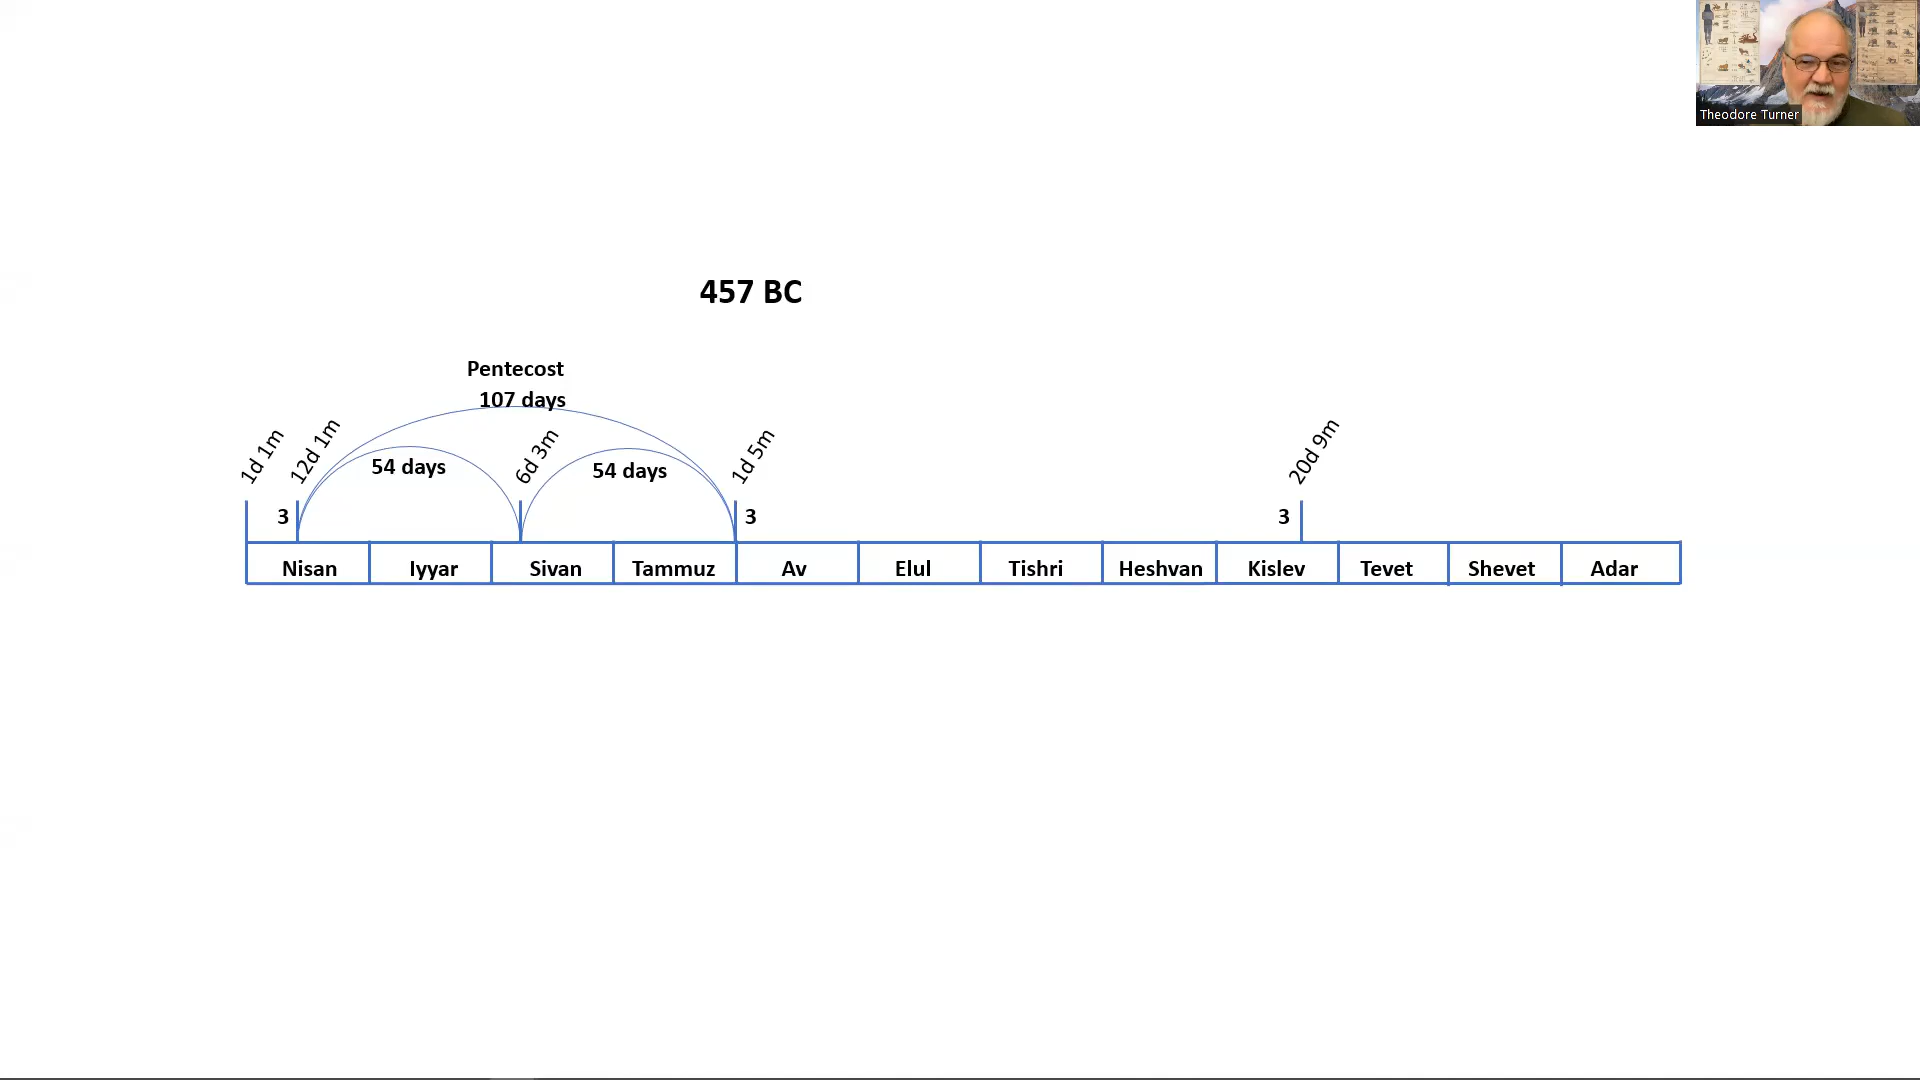 Theodore Turner
457 BC
Pentecost
107 days
1d 1m
12d 1m
54 days
6d 3m
54 days
1d 5m
20d 9m
3
3
3
Nisan
Iyyar
Sivan
Tammuz
Av
Elul
Tishri
Heshvan
Kislev
Tevet
Shevet
Adar